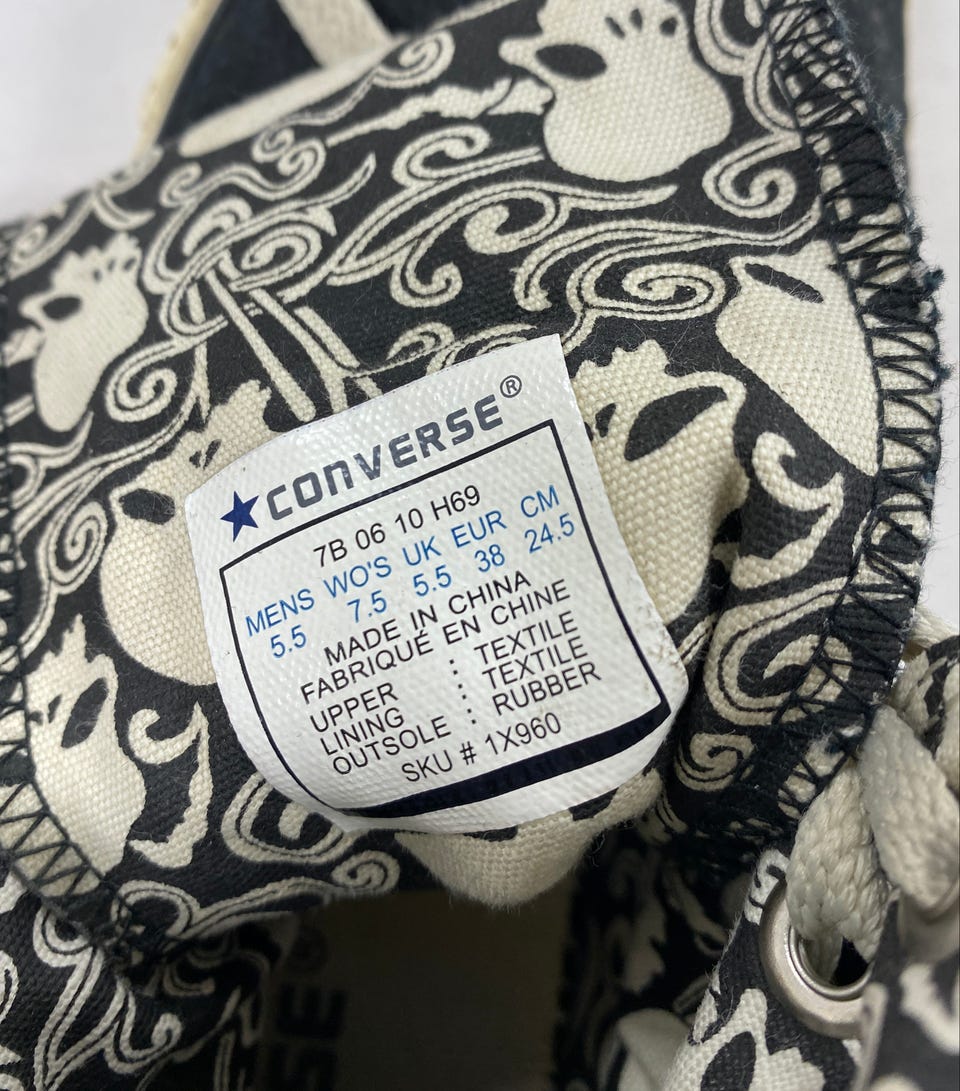 ★CONVERSE®
7B 06 10 H69
MENS WO'S UK EUR CM
5.5 7.5 5.5 38 24.5
MADE IN CHINA
FABRIQUÉ EN CHINE
UPPER : TEXTILE
LINING : TEXTILE
OUTSOLE : RUBBER
SKU # 1X960